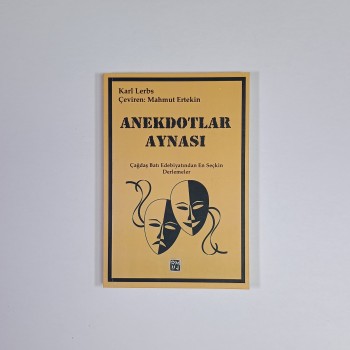 Karl Lerbs
Çeviren: Mahmut Ertekin
ANEKDOTLAR
AYNASI
Çağdaş Batı Edebiyatından En Seçkin
Derlemeler